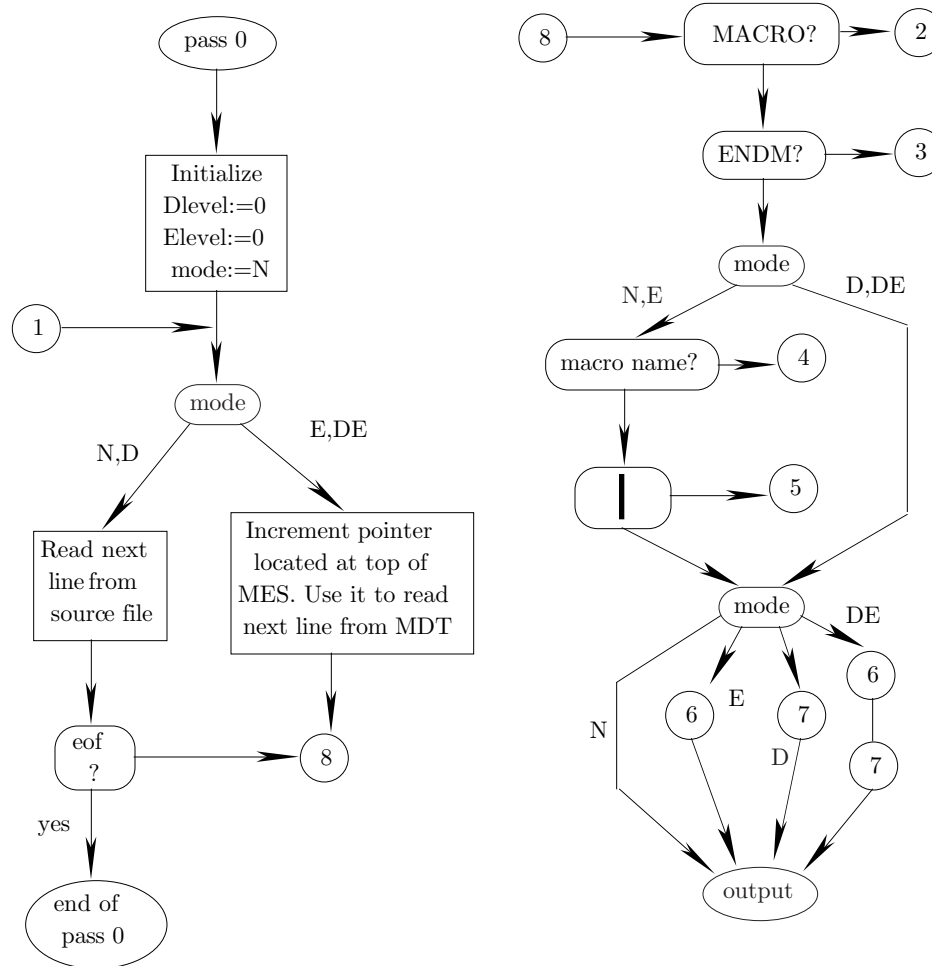 pass 0
Initialize
Dlevel:=0
Elevel:=0
mode:=N
1
mode
N,D
E,DE
Read next
line from
source file
Increment pointer
located at top of
MES. Use it to read
next line from MDT
eof
?
8
yes
end of
pass 0
8
MACRO?
2
ENDM?
3
mode
N,E
D,DE
macro name?
4
5
mode
DE
6
E
6
7
N
D
7
output